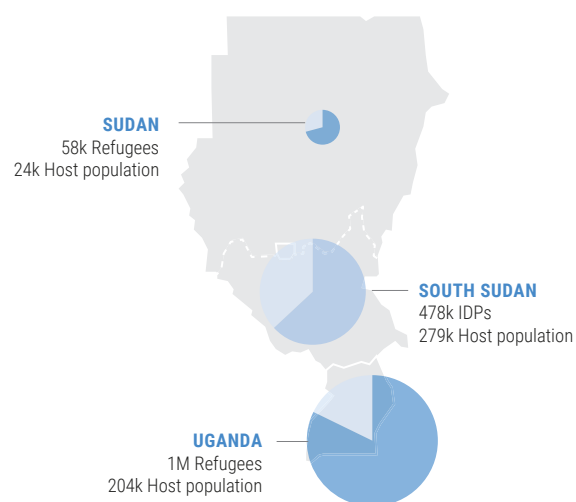 SUDAN
58k Refugees
24k Host population
SOUTH SUDAN
478k IDPs
279k Host population
UGANDA
1M Refugees
204k Host population